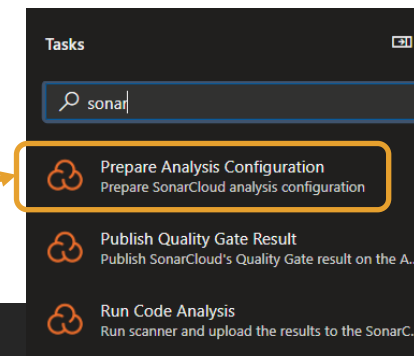 Tasks
sonar
Prepare Analysis Configuration
Prepare SonarCloud analysis configuration
Publish Quality Gate Result
Publish SonarCloud's Quality Gate result on the A...
Run Code Analysis
Run scanner and upload the results to the SonarC...